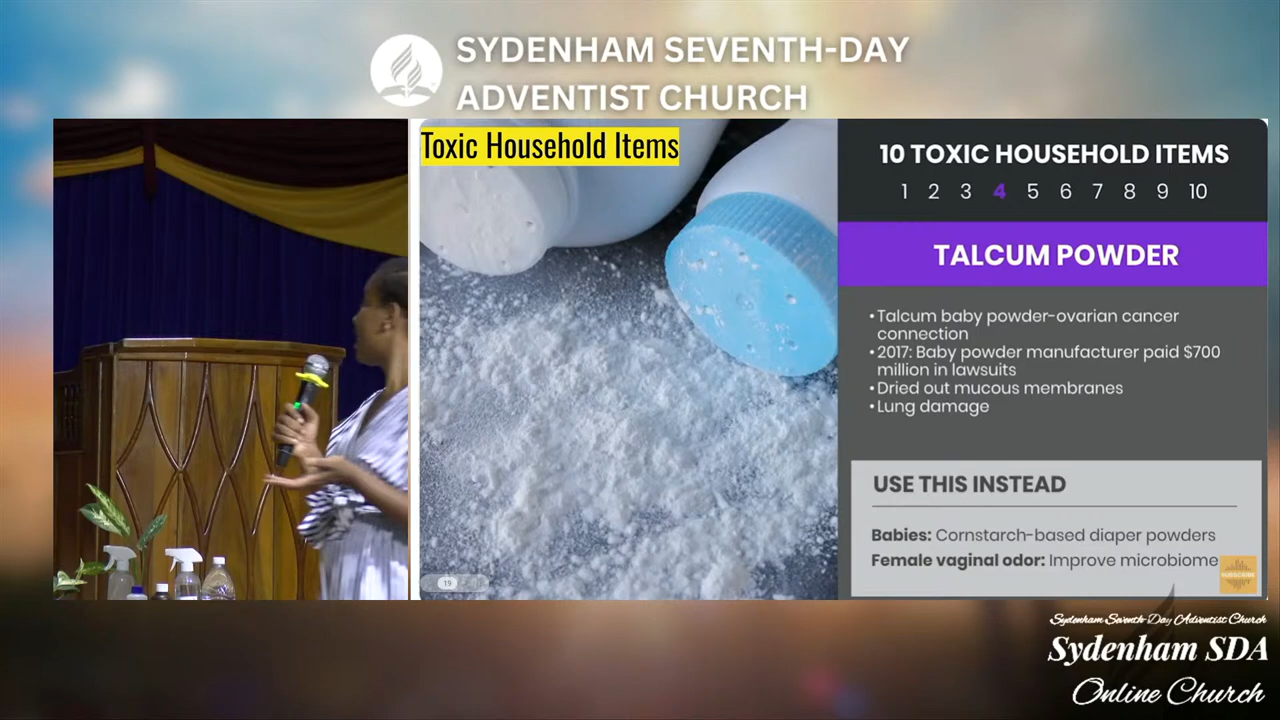 SYDENHAM SEVENTH-DAY
ADVENTIST CHURCH
Toxic Household Items
10 TOXIC HOUSEHOLD ITEMS
1 2 3 4 5 6 7 8 9 10
TALCUM POWDER
•Talcum baby powder-ovarian cancer
connection
•2017: Baby powder manufacturer paid $700
million in lawsuits
•Dried out mucous membranes
•Lung damage
USE THIS INSTEAD
Babies: Cornstarch-based diaper powders
Female vaginal odor: Improve microbiome
SUBSCRIBE
19
Sydenham Seventh-Day Adventist Church
Sydenham SDA
Online Church